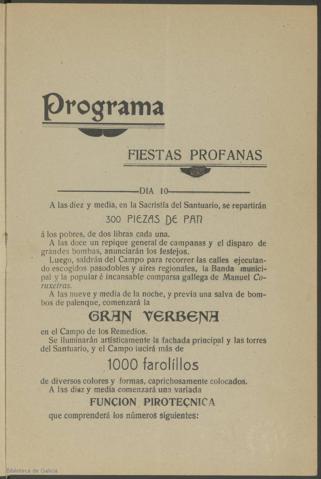 Programa
FIESTAS PROFANAS
DIA 10
A las diez y media, en la Sacristía del Santuario, se repartirán
300 PIEZAS DE PAN
á los pobres, de dos libras cada una.
A las doce un repique general de campanas y el disparo de
grandes bombas, anunciarán los festejos.
Luego, saldrán del Campo para recorrer las calles ejecutan-
do escogidos pasodobles y aires regionales, la Banda munici-
pal y la popular é incansable comparsa gallega de Manuel Co-
ruxeiras.
A las nueve y media de la noche, y previa una salva de bom-
bos de palenque, comenzará la
GRAN VERBENA
en el Campo de los Remedios.
Se iluminarán artísticamente la fachada principal y las torres
del Santuario, y el Campo lucirá más de
1000 farolillos
de diversos colores y formas, caprichosamente colocados.
A las diez y media comenzará una variada
FUNCION PIROTECNICA
que comprenderá los números siguientes:
Biblioteca de Galicia